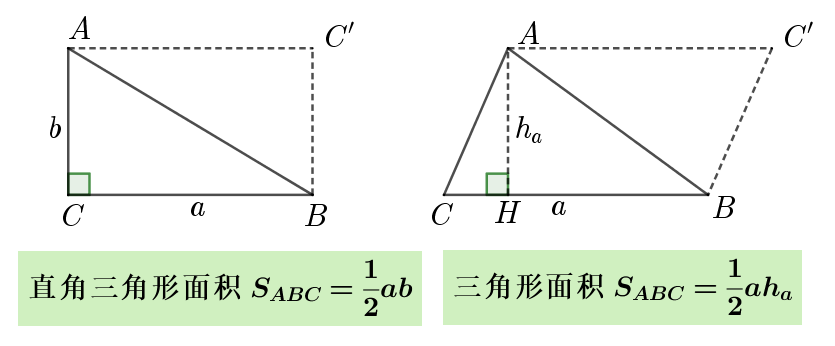 A
C′
b
C
a
B
A
C′
hₐ
C
H
a
B
直角三角形面积 S_{ABC} = \frac{1}{2}ab
三角形面积 S_{ABC} = \frac{1}{2}ah_a